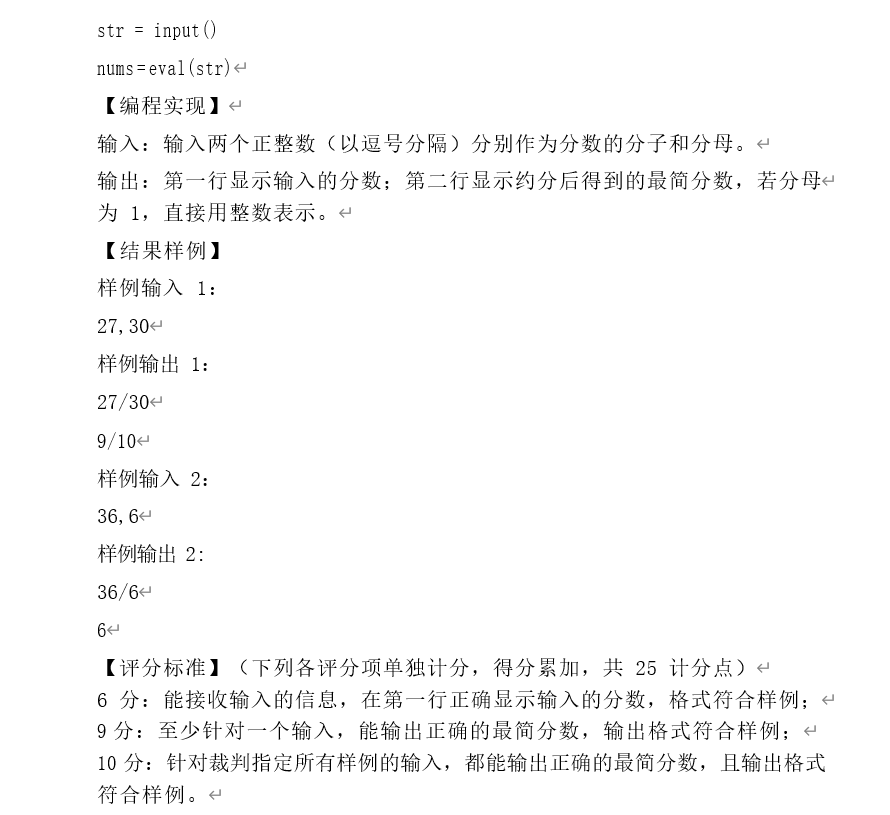 str = input()
nums=eval(str)↵
【编程实现】↵
输入：输入两个正整数（以逗号分隔）分别作为分数的分子和分母。↵
输出：第一行显示输入的分数；第二行显示约分后得到的最简分数，若分母↵
为 1，直接用整数表示。↵
【结果样例】
样例输入 1：
27,30↵
样例输出 1：
27/30↵
9/10↵
样例输入 2：
36,6↵
样例输出 2:
36/6↵
6↵
【评分标准】（下列各评分项单独计分，得分累加，共 25 计分点）↵
6 分：能接收输入的信息，在第一行正确显示输入的分数，格式符合样例；↵
9 分：至少针对一个输入，能输出正确的最简分数，输出格式符合样例；↵
10 分：针对裁判指定所有样例的输入，都能输出正确的最简分数，且输出格式
符合样例。↵